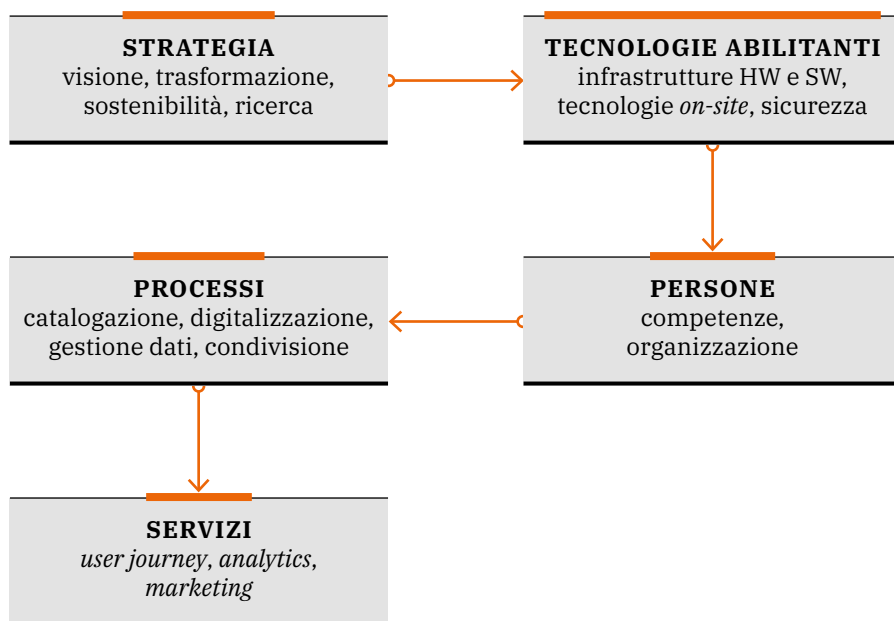 STRATEGIA
visione, trasformazione,
sostenibilità, ricerca
TECNOLOGIE ABILITANTI
infrastrutture HW e SW,
tecnologie on-site, sicurezza
PERSONE
competenze,
organizzazione
PROCESSI
catalogazione, digitalizzazione,
gestione dati, condivisione
SERVIZI
user journey, analytics,
marketing